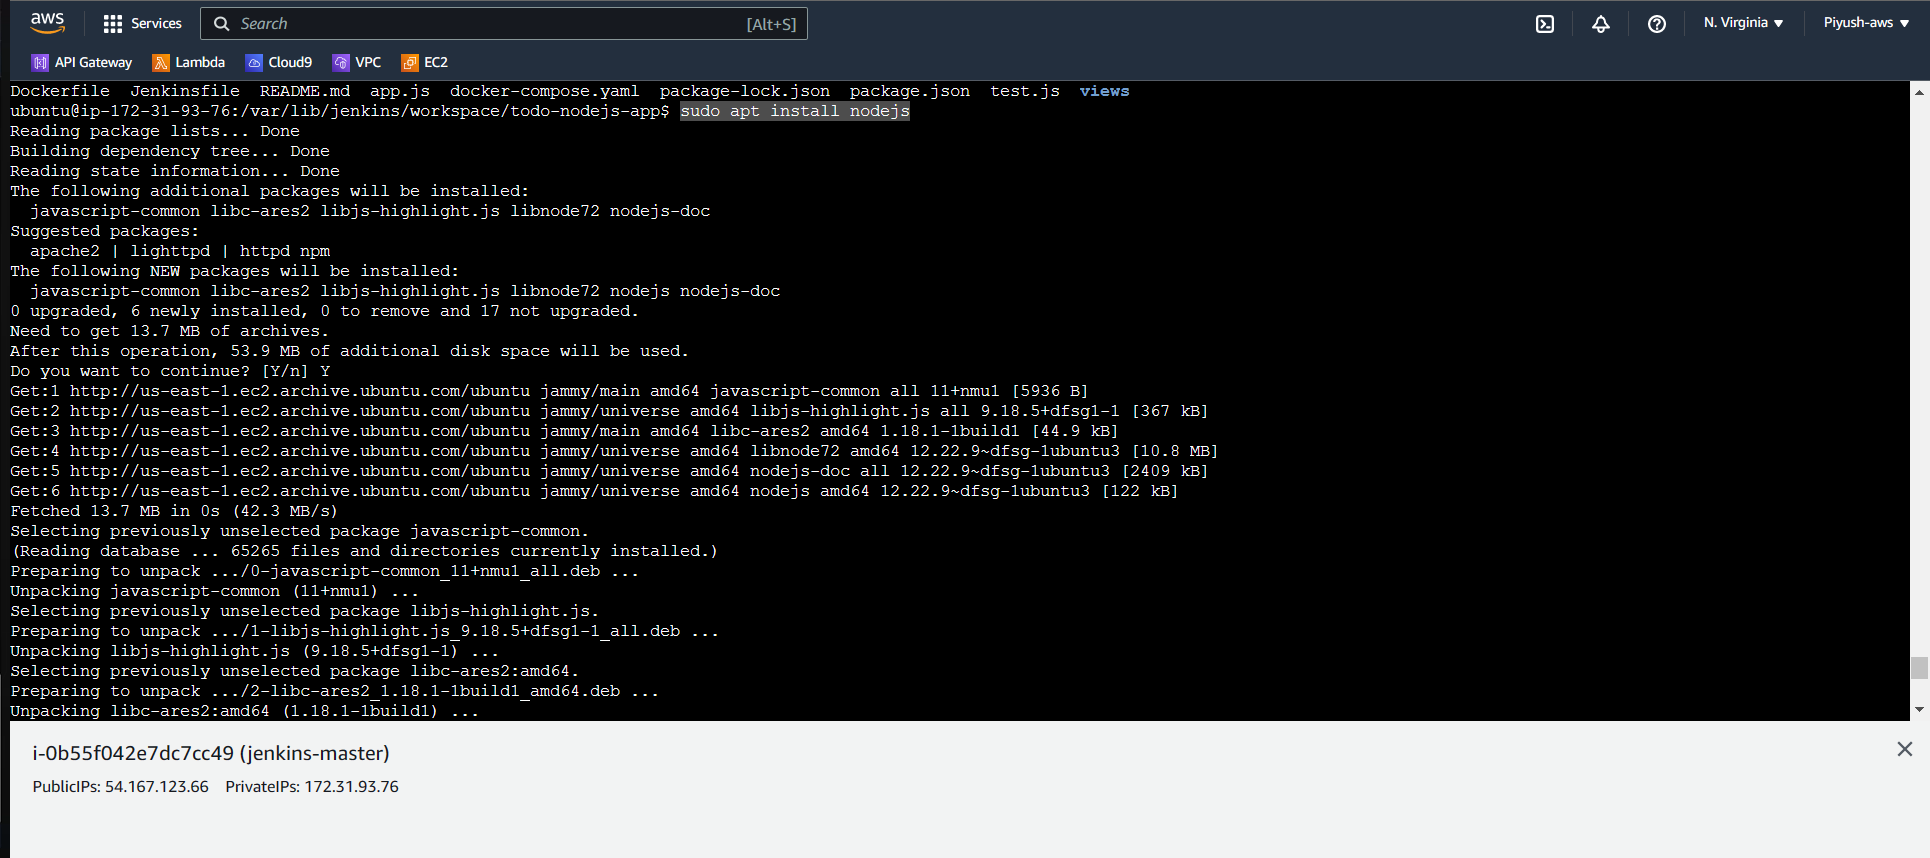 aws Services Search [Alt+S] N. Virginia Piyush-aws
API Gateway Lambda Cloud9 VPC EC2
Dockerfile Jenkinsfile README.md app.js docker-compose.yaml package-lock.json package.json test.js views
ubuntu@ip-172-31-93-76:/var/lib/jenkins/workspace/todo-nodejs-app$ sudo apt install nodejs
Reading package lists... Done
Building dependency tree... Done
Reading state information... Done
The following additional packages will be installed:
javascript-common libc-ares2 libjs-highlight.js libnode72 nodejs-doc
Suggested packages:
apache2 | lighttpd | httpd npm
The following NEW packages will be installed:
javascript-common libc-ares2 libjs-highlight.js libnode72 nodejs nodejs-doc
0 upgraded, 6 newly installed, 0 to remove and 17 not upgraded.
Need to get 13.7 MB of archives.
After this operation, 53.9 MB of additional disk space will be used.
Do you want to continue? [Y/n] Y
Get:1 http://us-east-1.ec2.archive.ubuntu.com/ubuntu jammy/main amd64 javascript-common all 11+nmu1 [5936 B]
Get:2 http://us-east-1.ec2.archive.ubuntu.com/ubuntu jammy/universe amd64 libjs-highlight.js all 9.18.5+dfsg1-1 [367 kB]
Get:3 http://us-east-1.ec2.archive.ubuntu.com/ubuntu jammy/main amd64 libc-ares2 amd64 1.18.1-1build1 [44.9 kB]
Get:4 http://us-east-1.ec2.archive.ubuntu.com/ubuntu jammy/universe amd64 libnode72 amd64 12.22.9~dfsg-1ubuntu3 [10.8 MB]
Get:5 http://us-east-1.ec2.archive.ubuntu.com/ubuntu jammy/universe amd64 nodejs-doc all 12.22.9~dfsg-1ubuntu3 [2409 kB]
Get:6 http://us-east-1.ec2.archive.ubuntu.com/ubuntu jammy/universe amd64 nodejs amd64 12.22.9~dfsg-1ubuntu3 [122 kB]
Fetched 13.7 MB in 0s (42.3 MB/s)
Selecting previously unselected package javascript-common.
(Reading database ... 65265 files and directories currently installed.)
Preparing to unpack .../0-javascript-common_11+nmu1_all.deb ...
Unpacking javascript-common (11+nmu1) ...
Selecting previously unselected package libjs-highlight.js.
Preparing to unpack .../1-libjs-highlight.js_9.18.5+dfsg1-1_all.deb ...
Unpacking libjs-highlight.js (9.18.5+dfsg1-1) ...
Selecting previously unselected package libc-ares2:amd64.
Preparing to unpack .../2-libc-ares2_1.18.1-1build1_amd64.deb ...
Unpacking libc-ares2:amd64 (1.18.1-1build1) ...
i-0b55f042e7dc7cc49 (jenkins-master)
PublicIPs: 54.167.123.66 PrivateIPs: 172.31.93.76